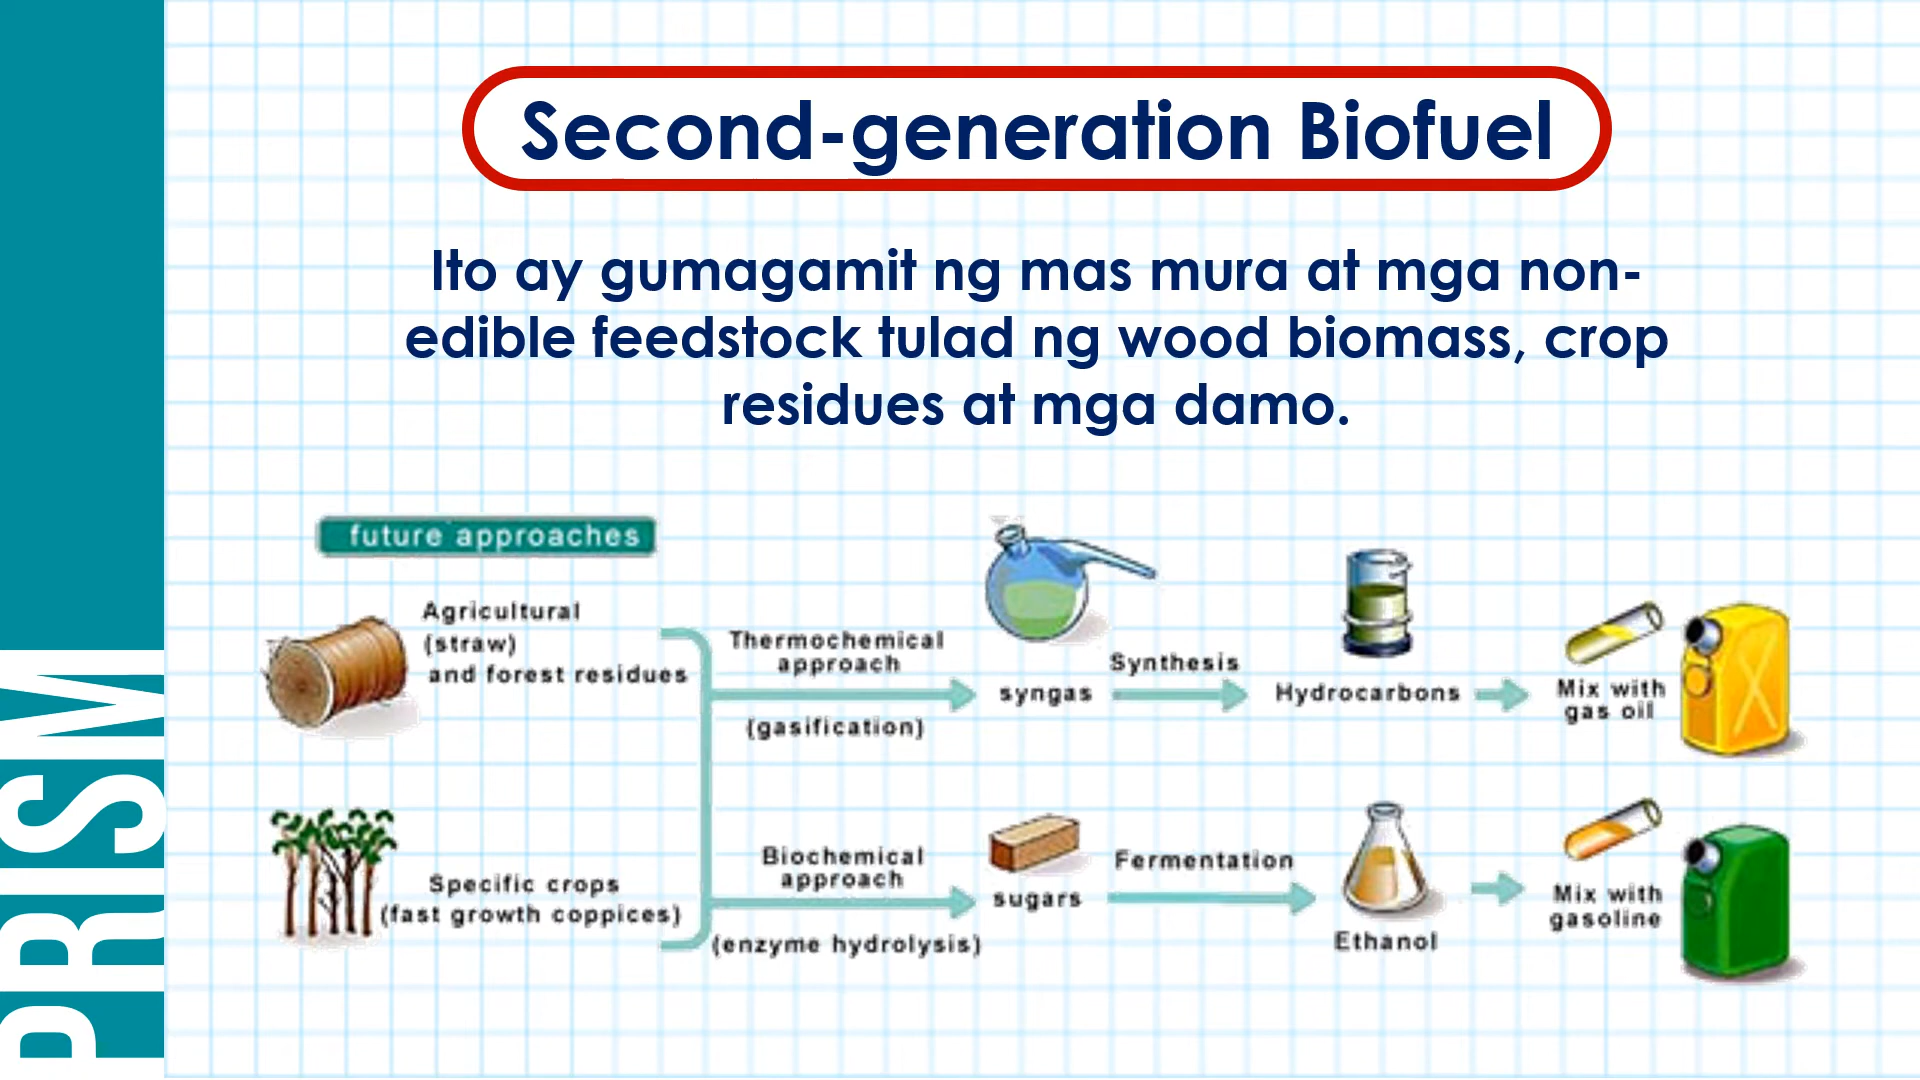 Second-generation Biofuel
Ito ay gumagamit ng mas mura at mga non-
edible feedstock tulad ng wood biomass, crop
residues at mga damo.
future approaches
Agricultural
(straw)
and forest residues
Thermochemical
approach
(gasification)
syngas
Synthesis
Hydrocarbons
Mix with
gas oil
Specific crops
(fast growth coppices)
Biochemical
approach
(enzyme hydrolysis)
sugars
Fermentation
Ethanol
Mix with
gasoline
PRISM